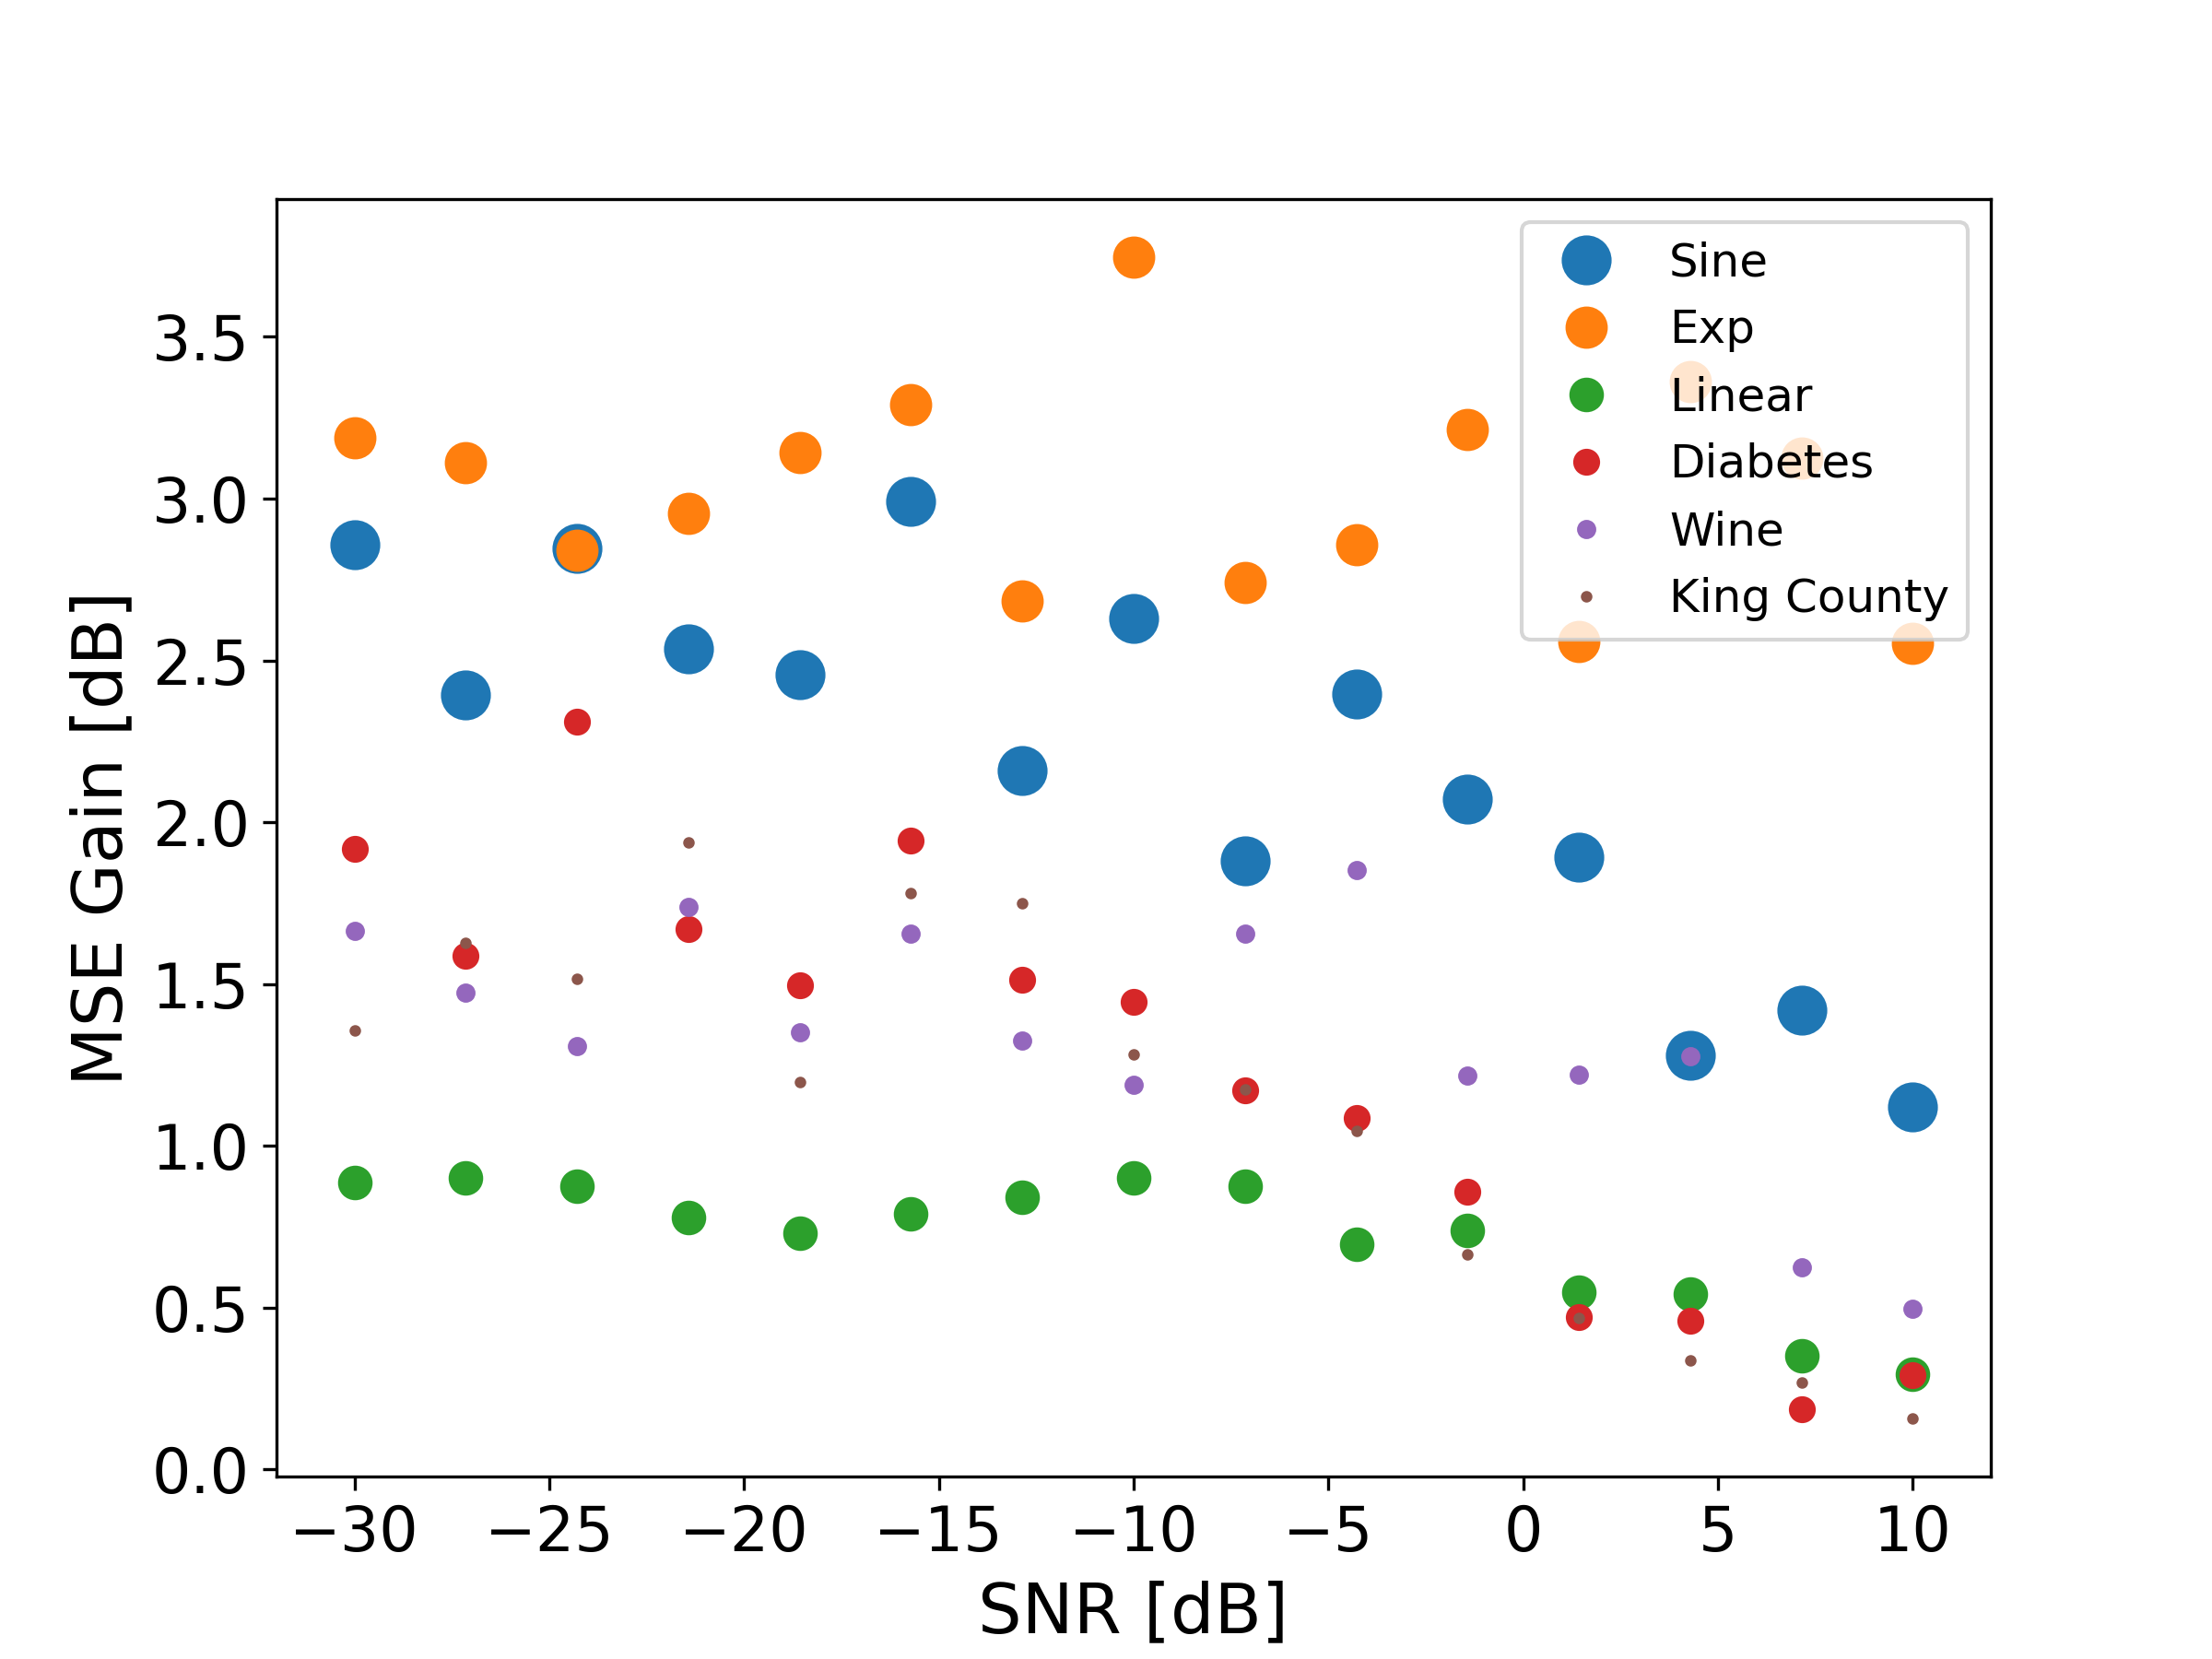 Sine
Exp
Linear
Diabetes
Wine
King County
MSE Gain [dB]
3.5
3.0
2.5
2.0
1.5
1.0
0.5
0.0
−30 −25 −20 −15 −10 −5 0 5 10
SNR [dB]